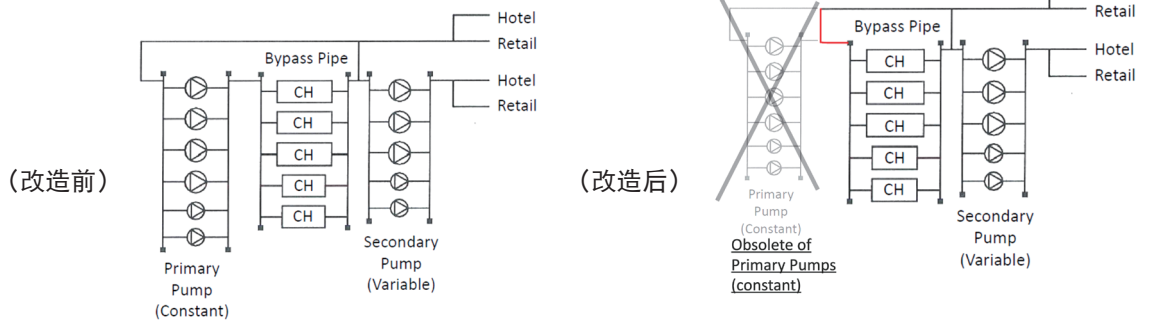 Hotel
Retail
Bypass Pipe
Hotel
Retail
CH
CH
CH
CH
CH
(改造前)
Secondary
Pump
(Variable)
Primary
Pump
(Constant)
Retail
Bypass Pipe
Hotel
Retail
CH
CH
CH
CH
CH
(改造后)
Primary
Pump
(Constant)
Obsolete of
Primary Pumps
(constant)
Secondary
Pump
(Variable)